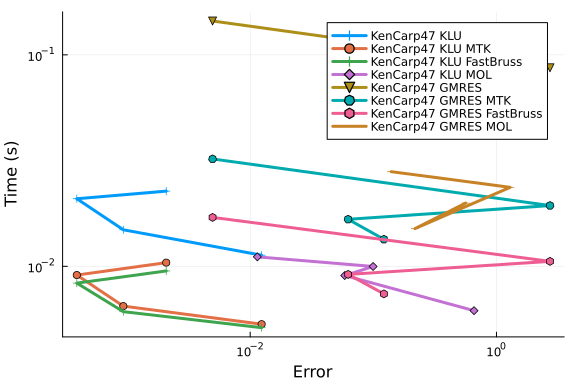 10⁻¹
Time (s)
10⁻²
KenCarp47 KLU
KenCarp47 KLU MTK
KenCarp47 KLU FastBruss
KenCarp47 KLU MOL
KenCarp47 GMRES
KenCarp47 GMRES MTK
KenCarp47 GMRES FastBruss
KenCarp47 GMRES MOL
10⁻² 10⁰
Error